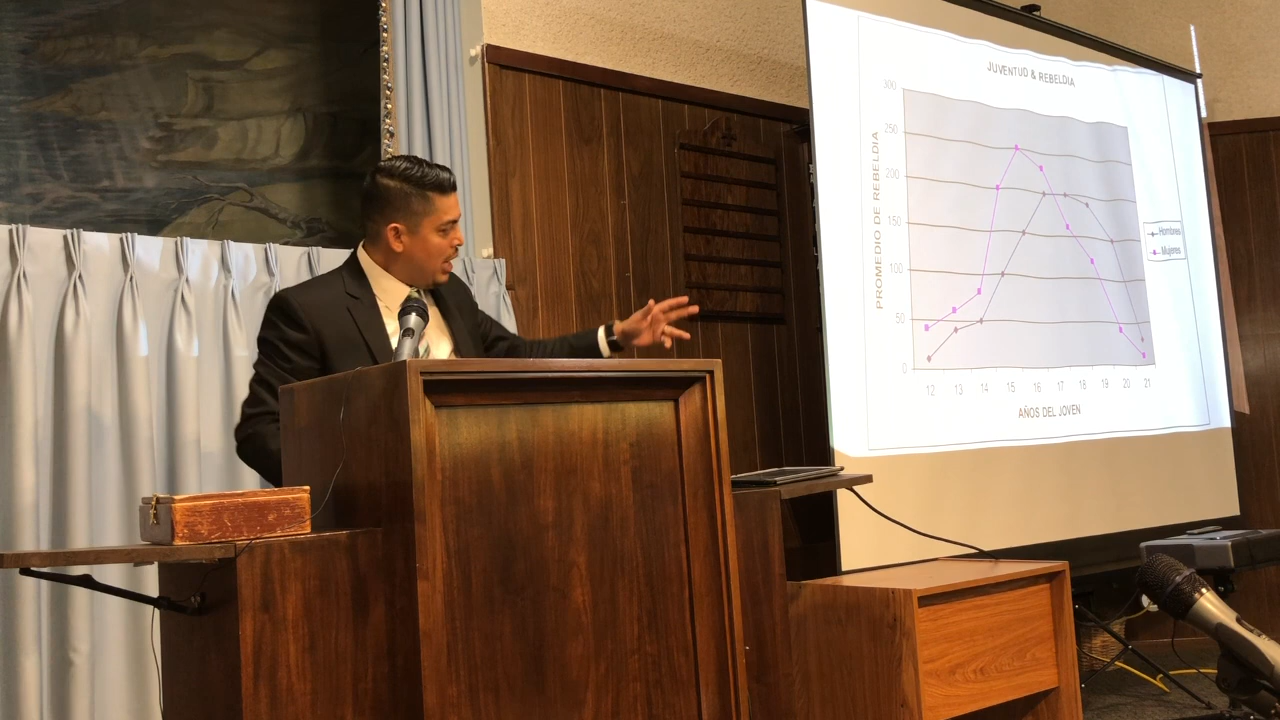 JUVENTUD & REBELDIA
PROMEDIO DE REBELDIA
300
250
200
150
100
50
0
12 13 14 15 16 17 18 19 20 21
AÑOS DEL JOVEN
Hombres
Mujeres